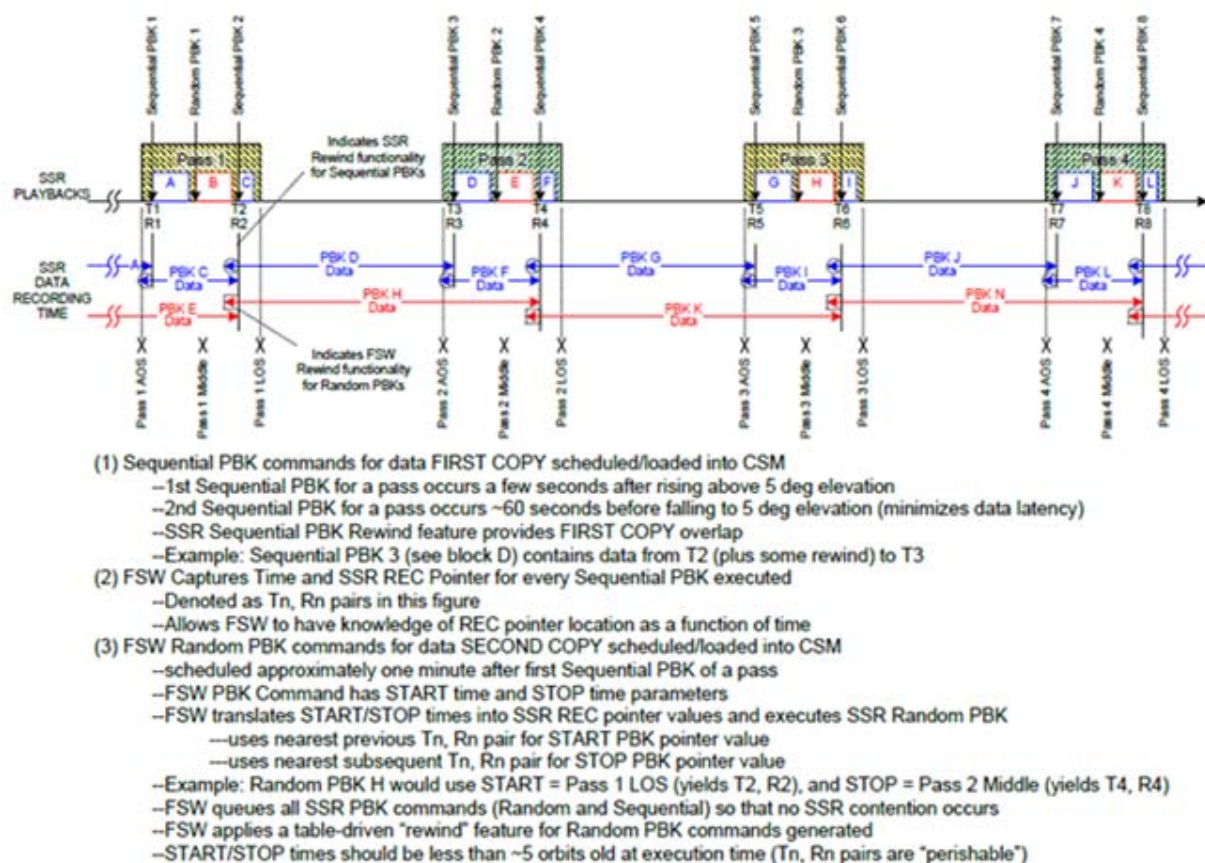 Sequential PBK 1
Random PBK 1
Sequential PBK 2
Sequential PBK 3
Random PBK 2
Sequential PBK 4
Sequential PBK 5
Random PBK 3
Sequential PBK 6
Sequential PBK 7
Random PBK 4
Sequential PBK 8
Indicates SSR
Rewind functionality
for Sequential PBKs
Pass 1
Pass 2
Pass 3
Pass 4
SSR
PLAYBACKS
A B C D E F G H I J K L
T1 T2 T3 T4 T5 T6 T7 T8
R1 R2 R3 R4 R5 R6 R7 R8
SSR
DATA
RECORDING
TIME
A
PBK D
Data
PBK G
Data
PBK J
Data
PBK C
Data
PBK F
Data
PBK I
Data
PBK L
Data
PBK H
Data
PBK N
Data
PBK E
Data
PBK K
Data
Indicates FSW
Rewind functionality
for Random PBKs
Pass 1 AOS
Pass 1 Middle
Pass 1 LOS
Pass 2 AOS
Pass 2 Middle
Pass 2 LOS
Pass 3 AOS
Pass 3 Middle
Pass 3 LOS
Pass 4 AOS
Pass 4 Middle
Pass 4 LOS
(1) Sequential PBK commands for data FIRST COPY scheduled/loaded into CSM
--1st Sequential PBK for a pass occurs a few seconds after rising above 5 deg elevation
--2nd Sequential PBK for a pass occurs ~60 seconds before falling to 5 deg elevation (minimizes data latency)
--SSR Sequential PBK Rewind feature provides FIRST COPY overlap
--Example: Sequential PBK 3 (see block D) contains data from T2 (plus some rewind) to T3
(2) FSW Captures Time and SSR REC Pointer for every Sequential PBK executed
--Denoted as Tn, Rn pairs in this figure
--Allows FSW to have knowledge of REC pointer location as a function of time
(3) FSW Random PBK commands for data SECOND COPY scheduled/loaded into CSM
--scheduled approximately one minute after first Sequential PBK of a pass
--FSW PBK Command has START time and STOP time parameters
--FSW translates START/STOP times into SSR REC pointer values and executes SSR Random PBK
---uses nearest previous Tn, Rn pair for START PBK pointer value
---uses nearest subsequent Tn, Rn pair for STOP PBK pointer value
--Example: Random PBK H would use START = Pass 1 LOS (yields T2, R2), and STOP = Pass 2 Middle (yields T4, R4)
--FSW queues all SSR PBK commands (Random and Sequential) so that no SSR contention occurs
--FSW applies a table-driven "rewind" feature for Random PBK commands generated
--START/STOP times should be less than ~5 orbits old at execution time (Tn, Rn pairs are "perishable")